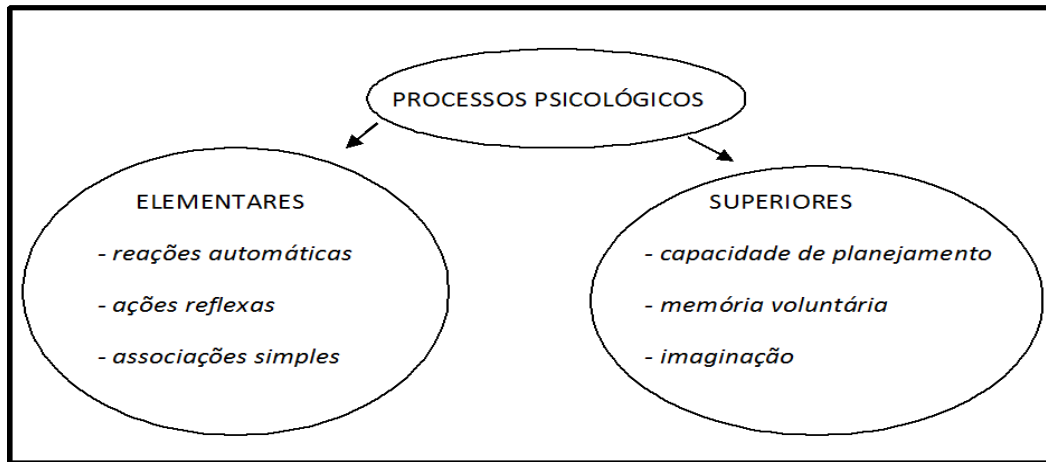 PROCESSOS PSICOLÓGICOS
ELEMENTARES
- reações automáticas
- ações reflexas
- associações simples
SUPERIORES
- capacidade de planejamento
- memória voluntária
- imaginação